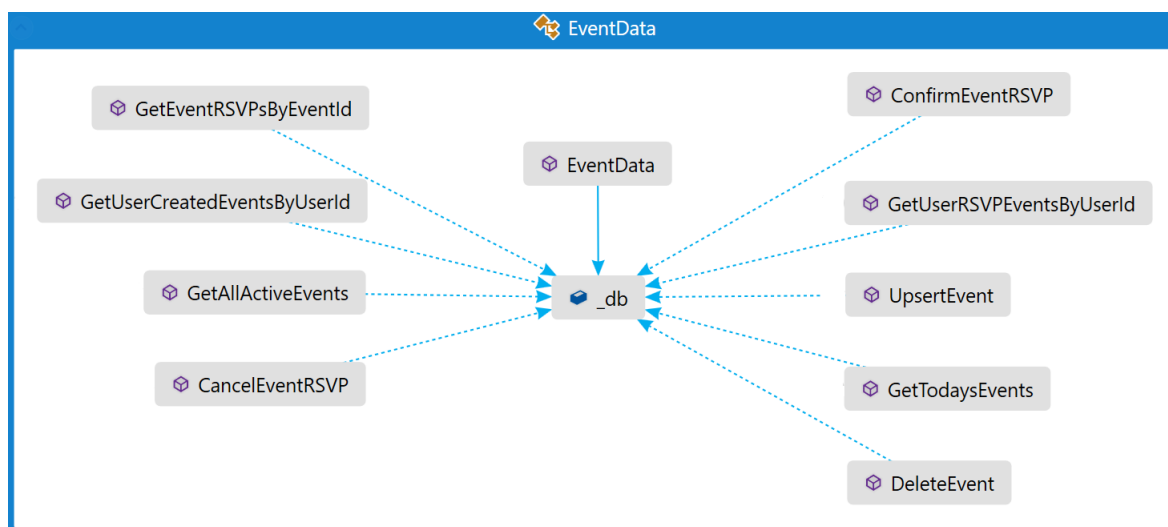 EventData
GetEventRSVPsByEventId
ConfirmEventRSVP
EventData
GetUserCreatedEventsByUserId
GetUserRSVPEventsByUserId
GetAllActiveEvents
_db
UpsertEvent
CancelEventRSVP
GetTodaysEvents
DeleteEvent